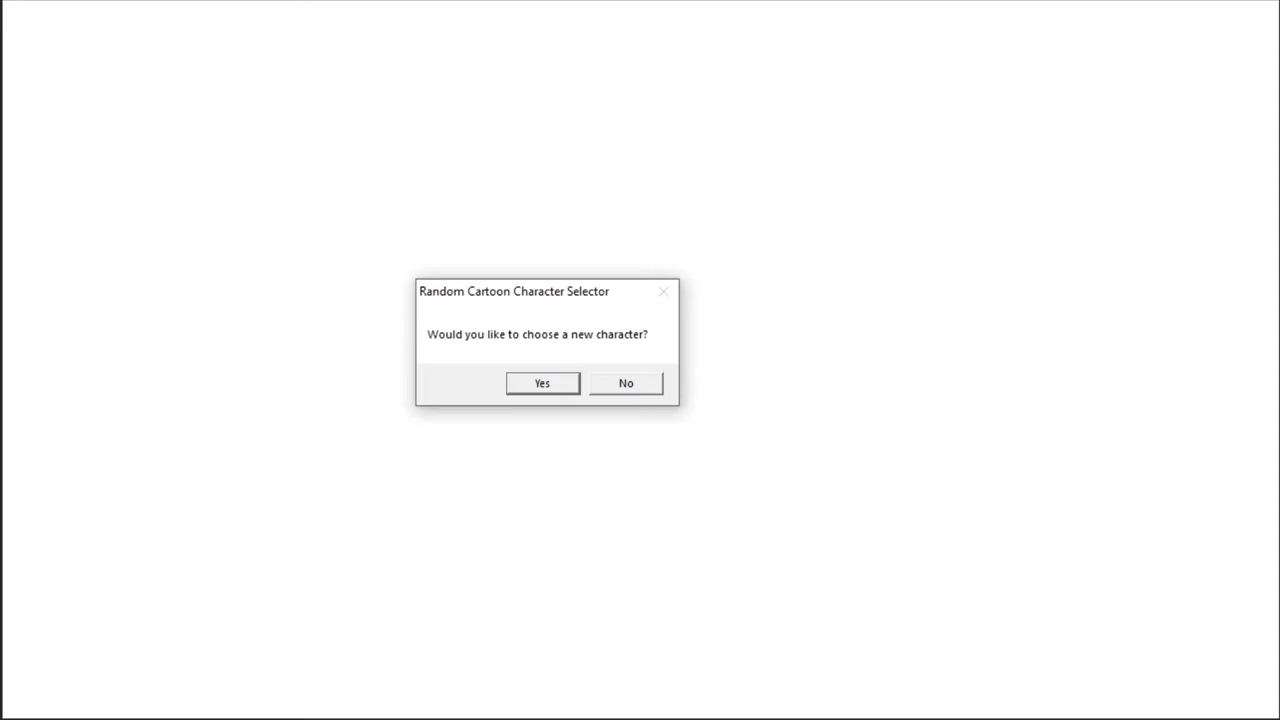 Random Cartoon Character Selector
Would you like to choose a new character?
Yes No